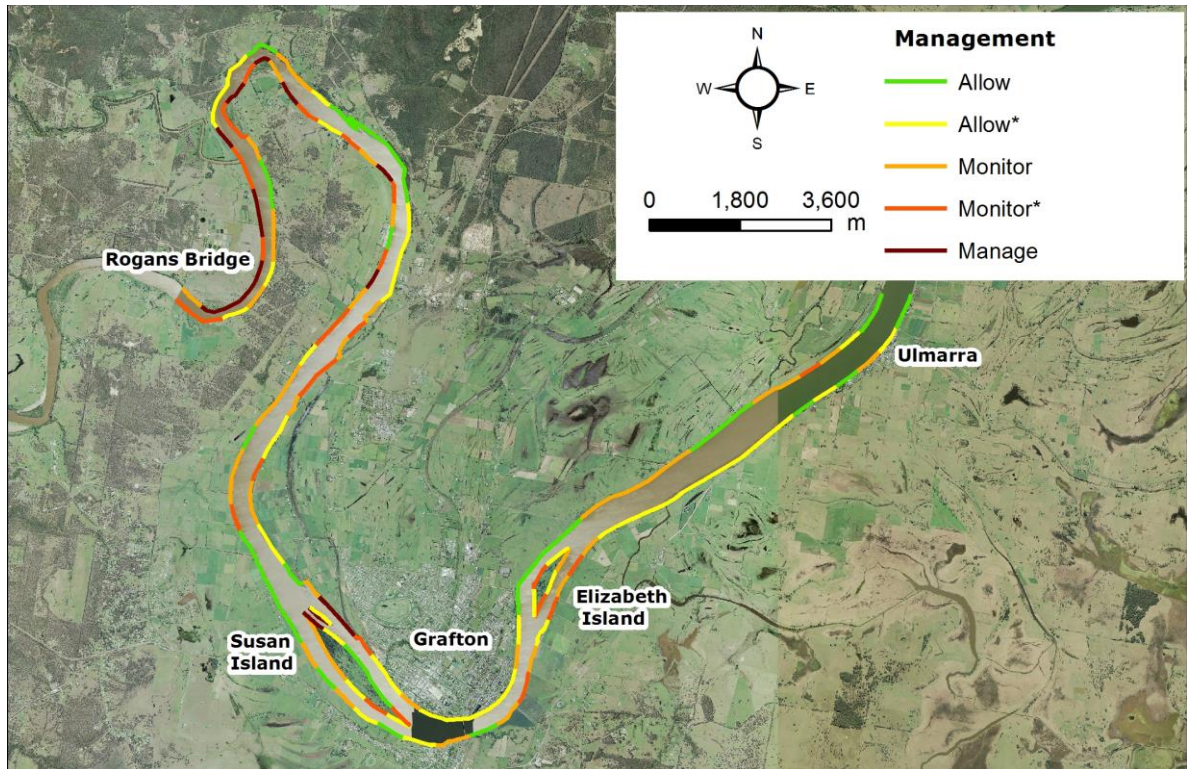 N
W E
S
0 1,800 3,600
m
Management
Allow
Allow*
Monitor
Monitor*
Manage
Rogans Bridge
Ulmarra
Elizabeth
Island
Grafton
Susan
Island